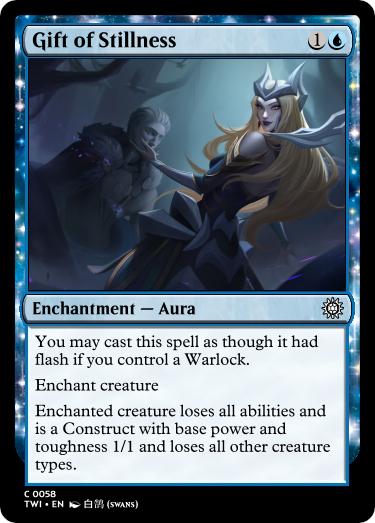 Gift of Stillness 1
Enchantment — Aura
You may cast this spell as though it had
flash if you control a Warlock.
Enchant creature
Enchanted creature loses all abilities and
is a Construct with base power and
toughness 1/1 and loses all other creature
types.
C 0058
TWI • EN 白鹄 (SWANS)